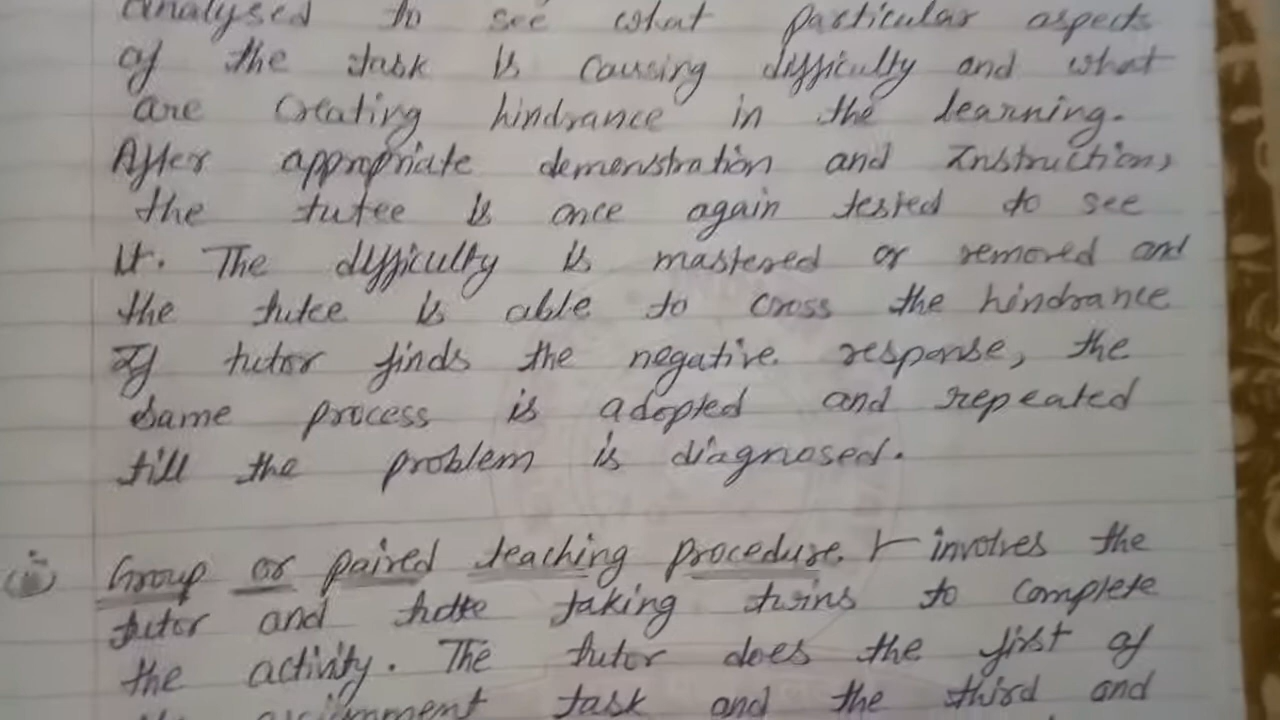 Analysed to see what particular aspects
of the task is causing difficulty and what
are creating hindrance in the learning.
After appropriate demonstration and Instruction,
the tutee is once again tested to see
it. The difficulty is mastered or removed and
the tutee is able to cross the hindrance
If tutor finds the negative response, the
same process is adopted and repeated
till the problem is diagnosed.
Group or paired teaching procedure. involves the
tutor and taking to complete
the activity. The tutor does the first of
task and the third and